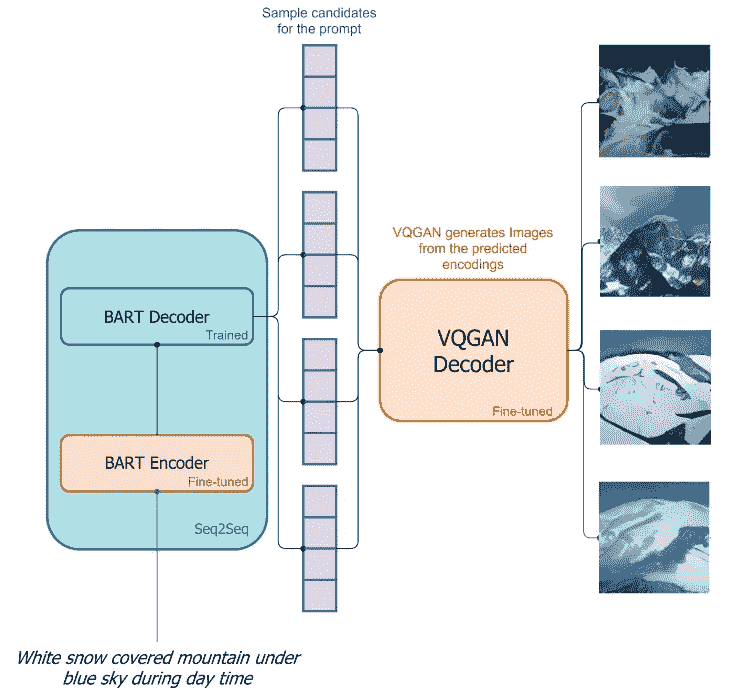 Sample candidates
for the prompt
VQGAN generates Images
from the predicted
encodings
BART Decoder
Trained
VQGAN
Decoder
Fine-tuned
BART Encoder
Fine-tuned
Seq2Seq
White snow covered mountain under
blue sky during day time